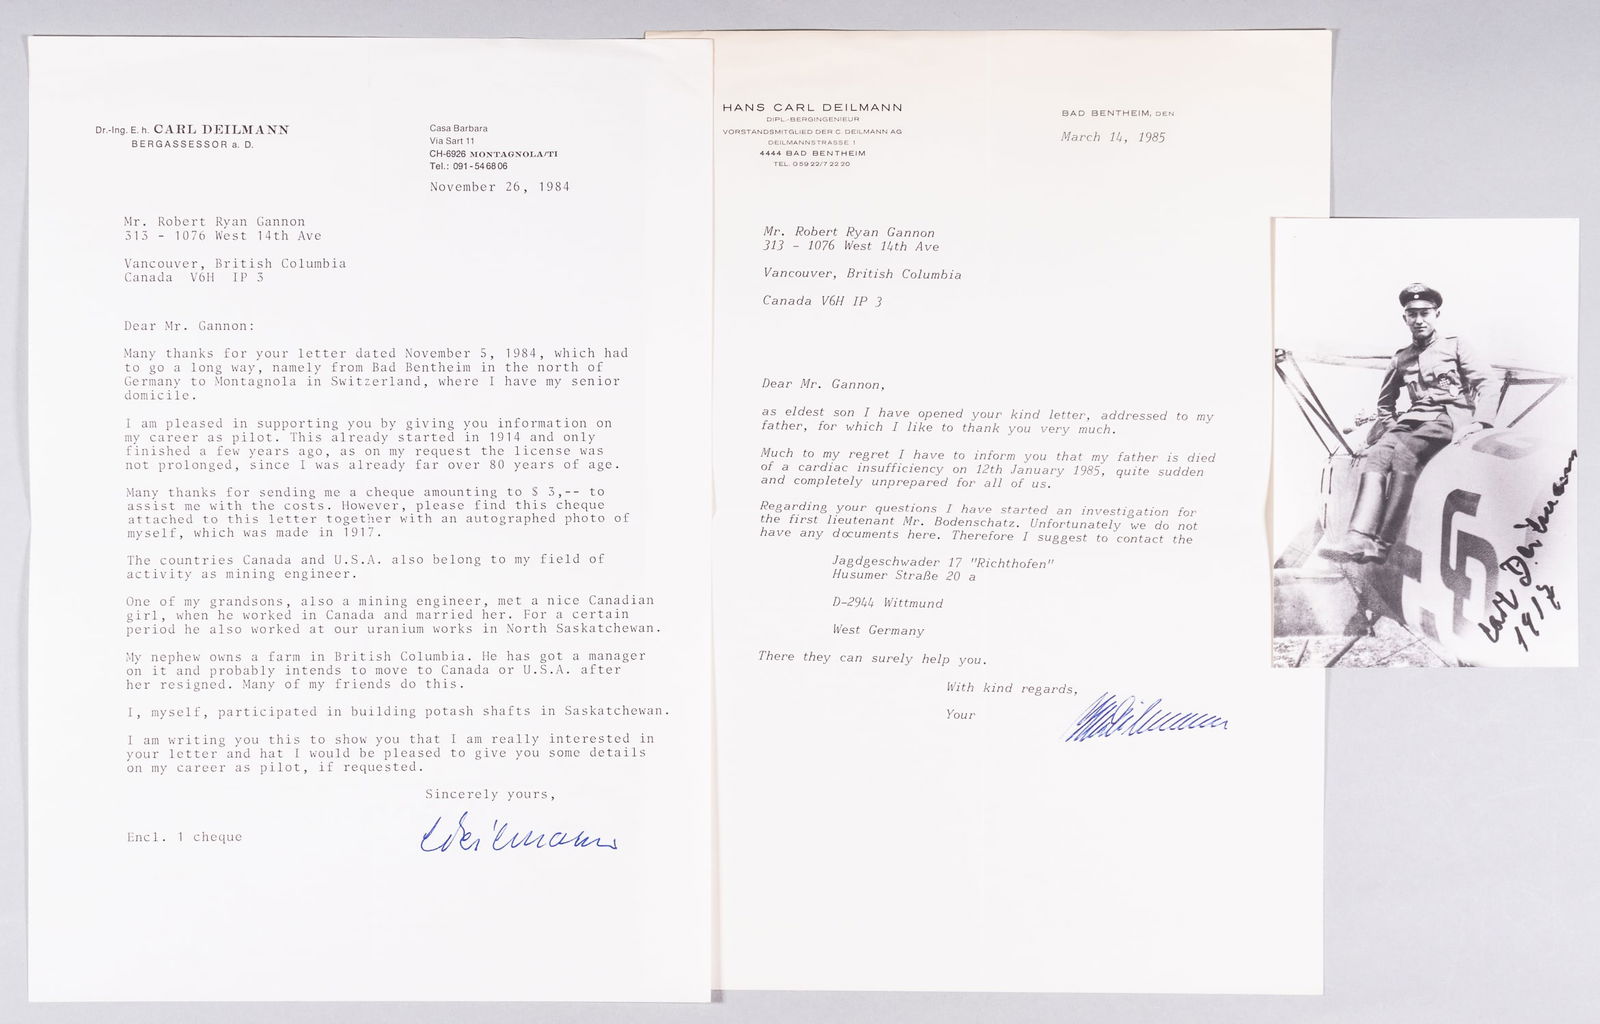 Dr.-Ing. E. h. CARL DEILMANN
BERGASSESSOR a. D.
Casa Barbara
Via Sart 11
CH-6926 MONTAGNOLA/TI
Tel.: 091 - 54 68 06
November 26, 1984
Mr. Robert Ryan Gannon
313 - 1076 West 14th Ave
Vancouver, British Columbia
Canada V6H IP 3
Dear Mr. Gannon:
Many thanks for your letter dated November 5, 1984, which had
to go a long way, namely from Bad Bentheim in the north of
Germany to Montagnola in Switzerland, where I have my senior
domicile.
I am pleased in supporting you by giving you information on
my career as pilot. This already started in 1914 and only
finished a few years ago, as on my request the license was
not prolonged, since I was already far over 80 years of age.
Many thanks for sending me a cheque amounting to $ 3,-- to
assist me with the costs. However, please find this cheque
attached to this letter together with an autographed photo of
myself, which was made in 1917.
The countries Canada and U.S.A. also belong to my field of
activity as mining engineer.
One of my grandsons, also a mining engineer, met a nice Canadian
girl, when he worked in Canada and married her. For a certain
period he also worked at our uranium works in North Saskatchewan.
My nephew owns a farm in British Columbia. He has got a manager
on it and probably intends to move to Canada or U.S.A. after
her resigned. Many of my friends do this.
I, myself, participated in building potash shafts in Saskatchewan.
I am writing you this to show you that I am really interested in
your letter and hat I would be pleased to give you some details
on my career as pilot, if requested.
Sincerely yours,
CDeilmann
Encl. 1 cheque
HANS CARL DEILMANN
DIPL.-BERGINGENIEUR
VORSTANDSMITGLIED DER C. DEILMANN AG
DEILMANNSTRASSE 1
4444 BAD BENTHEIM
TEL. 05922/7 22 20
BAD BENTHEIM, DEN
March 14, 1985
Mr. Robert Ryan Gannon
313 - 1076 West 14th Ave
Vancouver, British Columbia
Canada V6H IP 3
Dear Mr. Gannon,
as eldest son I have opened your kind letter, addressed to my
father, for which I like to thank you very much.
Much to my regret I have to inform you that my father is died
of a cardiac insufficiency on 12th January 1985, quite sudden
and completely unprepared for all of us.
Regarding your questions I have started an investigation for
the first lieutenant Mr. Bodenschatz. Unfortunately we do not
have any documents here. Therefore I suggest to contact the
Jagdgeschwader 17 "Richthofen"
Husumer Straße 20 a
D-2944 Wittmund
West Germany
There they can surely help you.
With kind regards,
Your
Deilmann
Carl Deilmann
1917